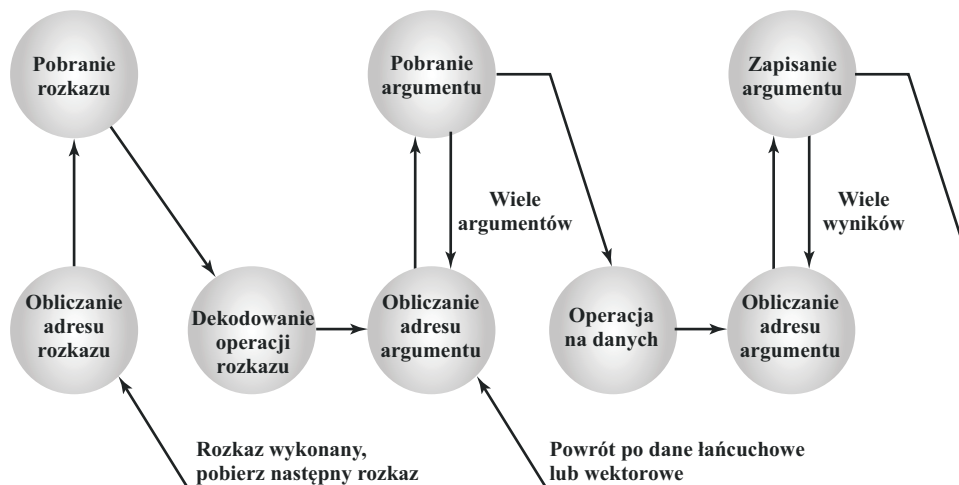 Pobranie
rozkazu
Pobranie
argumentu
Zapisanie
argumentu
Wiele
argumentów
Wiele
wyników
Obliczanie
adresu
rozkazu
Dekodowanie
operacji
rozkazu
Obliczanie
adresu
argumentu
Operacja
na danych
Obliczanie
adresu
argumentu
Rozkaz wykonany,
pobierz następny rozkaz
Powrót po dane łańcuchowe
lub wektorowe